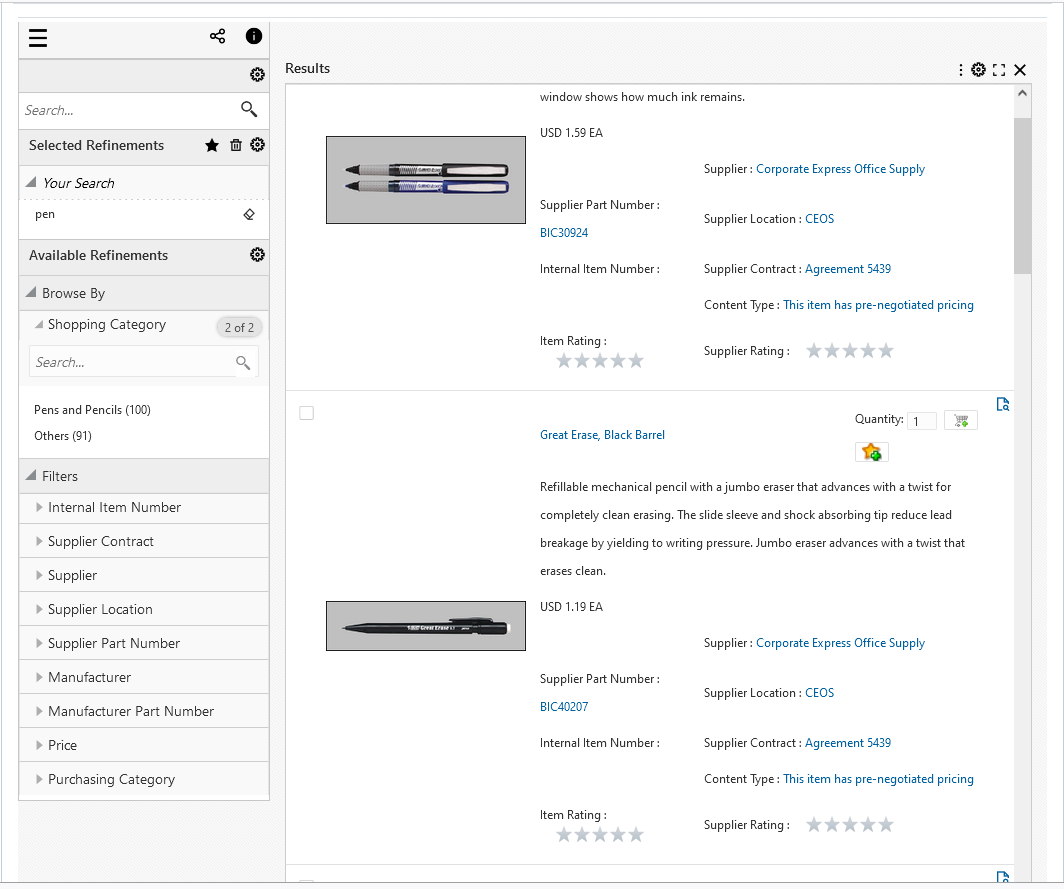 Search...
Selected Refinements
Your Search
pen
Available Refinements
Browse By
Shopping Category
2 of 2
Search...
Pens and Pencils (100)
Others (91)
Filters
Internal Item Number
Supplier Contract
Supplier
Supplier Location
Supplier Part Number
Manufacturer
Manufacturer Part Number
Price
Purchasing Category
Results
window shows how much ink remains.
USD 1.59 EA
Supplier : Corporate Express Office Supply
Supplier Part Number :
BIC30924
Supplier Location : CEOS
Internal Item Number :
Supplier Contract : Agreement 5439
Content Type : This item has pre-negotiated pricing
Item Rating :
Supplier Rating :
Great Erase, Black Barrel
Quantity: 1
Refillable mechanical pencil with a jumbo eraser that advances with a twist for
completely clean erasing. The slide sleeve and shock absorbing tip reduce lead
breakage by yielding to writing pressure. Jumbo eraser advances with a twist that
erases clean.
Great Erase
USD 1.19 EA
Supplier : Corporate Express Office Supply
Supplier Part Number :
BIC40207
Supplier Location : CEOS
Internal Item Number :
Supplier Contract : Agreement 5439
Content Type : This item has pre-negotiated pricing
Item Rating :
Supplier Rating :